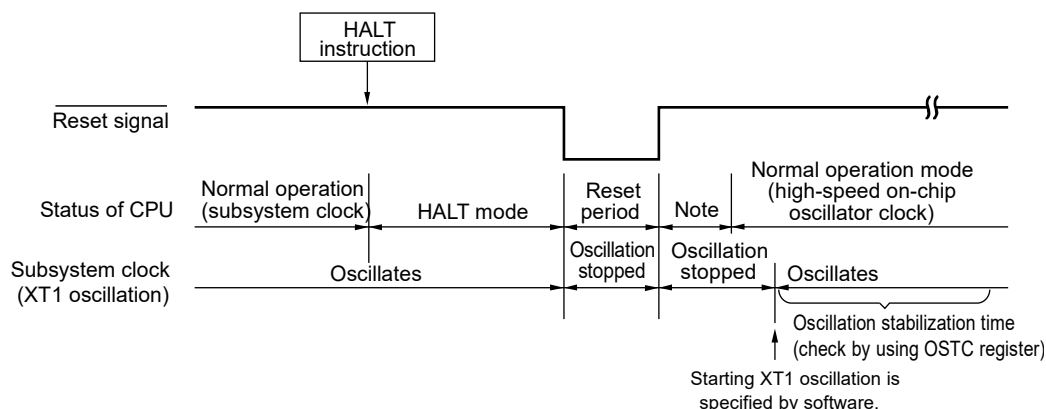 HALT
instruction
Reset signal
Normal operation
(subsystem clock)
HALT mode
Reset
period
Note
Normal operation mode
(high-speed on-chip
oscillator clock)
Status of CPU
Subsystem clock
(XT1 oscillation)
Oscillates
Oscillation
stopped
Oscillation
stopped
Oscillates
Oscillation stabilization time
(check by using OSTC register)
Starting XT1 oscillation is
specified by software.